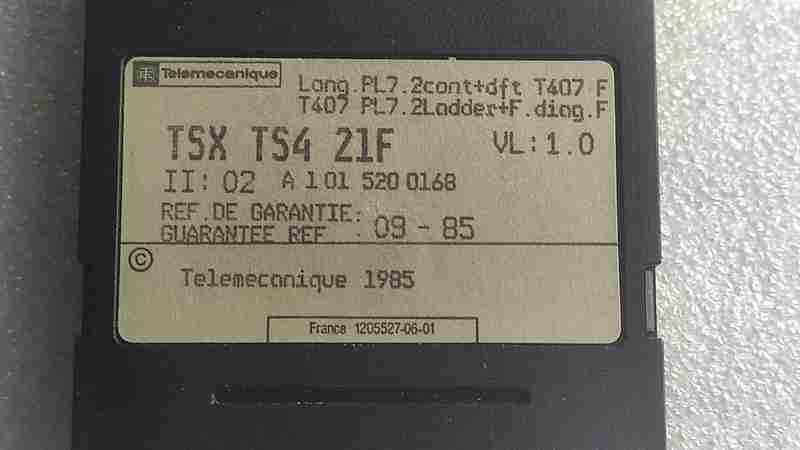 Telemecanique
Lang.PL7.2cont+dft T407 F
T407 PL7.2Ladder+F.diag.F
TSX TS4 21F VL: 1.0
II: 02 A 1 01 520 0168
REF.DE GARANTIE:
GUARANTEE REF. : 09 - 85
©
Telemecanique 1985
France 1205527-06-01